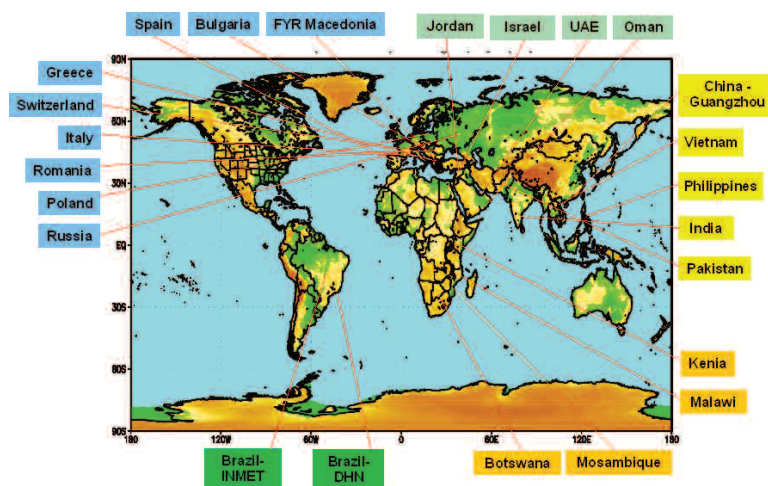 Spain Bulgaria FYR Macedonia Jordan Israel UAE Oman
Greece
Switzerland
Italy
Romania
Poland
Russia
China -
Guangzhou
Vietnam
Philippines
India
Pakistan
Kenia
Malawi
90N
60N
30N
EQ
30S
60S
90S
180 120W 60W 0 60E 120E 180
Brazil-
INMET
Brazil-
DHN
Botswana Mosambique